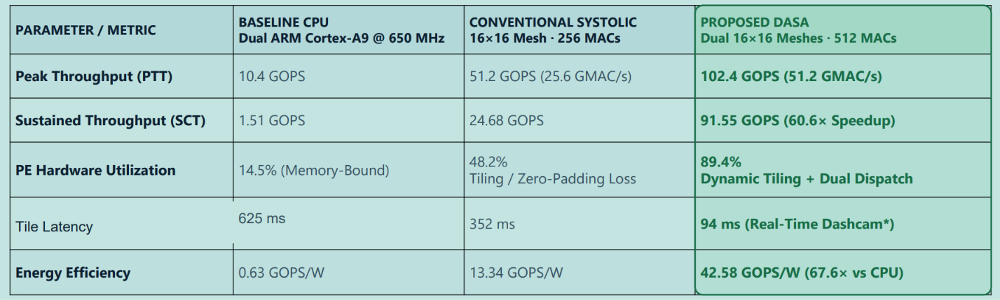 PARAMETER / METRIC
BASELINE CPU
Dual ARM Cortex-A9 @ 650 MHz
CONVENTIONAL SYSTOLIC
16×16 Mesh · 256 MACs
PROPOSED DASA
Dual 16×16 Meshes · 512 MACs
Peak Throughput (PTT)
10.4 GOPS
51.2 GOPS (25.6 GMAC/s)
102.4 GOPS (51.2 GMAC/s)
Sustained Throughput (SCT)
1.51 GOPS
24.68 GOPS
91.55 GOPS (60.6× Speedup)
PE Hardware Utilization
14.5% (Memory-Bound)
48.2%
Tiling / Zero-Padding Loss
89.4%
Dynamic Tiling + Dual Dispatch
Tile Latency
625 ms
352 ms
94 ms (Real-Time Dashcam*)
Energy Efficiency
0.63 GOPS/W
13.34 GOPS/W
42.58 GOPS/W (67.6× vs CPU)